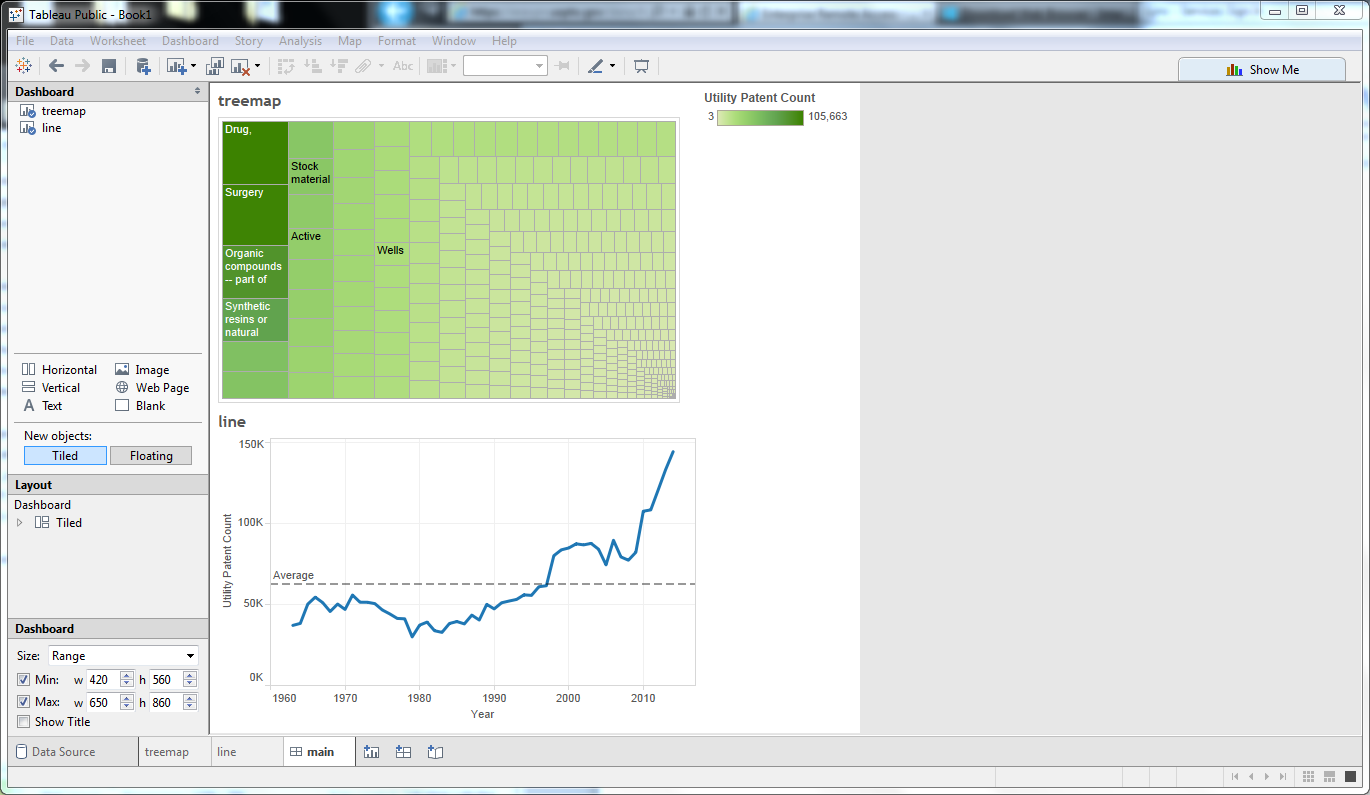 Tableau Public - Book1
File Data Worksheet Dashboard Story Analysis Map Format Window Help
Abc
Show Me
Dashboard
treemap
line
Horizontal Image
Vertical Web Page
A Text Blank
New objects:
Tiled Floating
Layout
Dashboard
Tiled
Dashboard
Size: Range
Min: w 420 h 560
Max: w 650 h 860
Show Title
treemap
Drug,
Surgery
Organic
compounds
-- part of
Synthetic
resins or
natural
Stock
material
Active
Wells
Utility Patent Count
3 105,663
line
150K
100K
50K
0K
Utility Patent Count
Average
1960 1970 1980 1990 2000 2010
Year
Data Source treemap line main